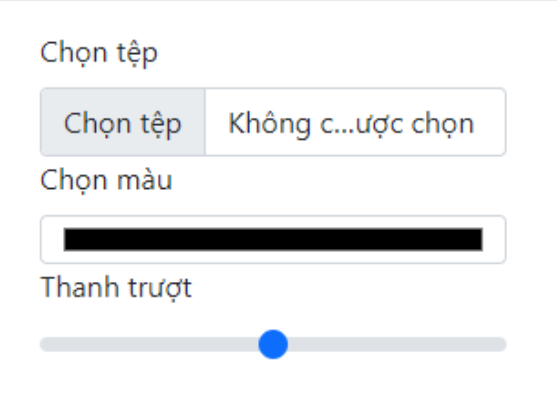 Chọn tệp
Chọn tệp Không c...ược chọn
Chọn màu
Thanh trượt